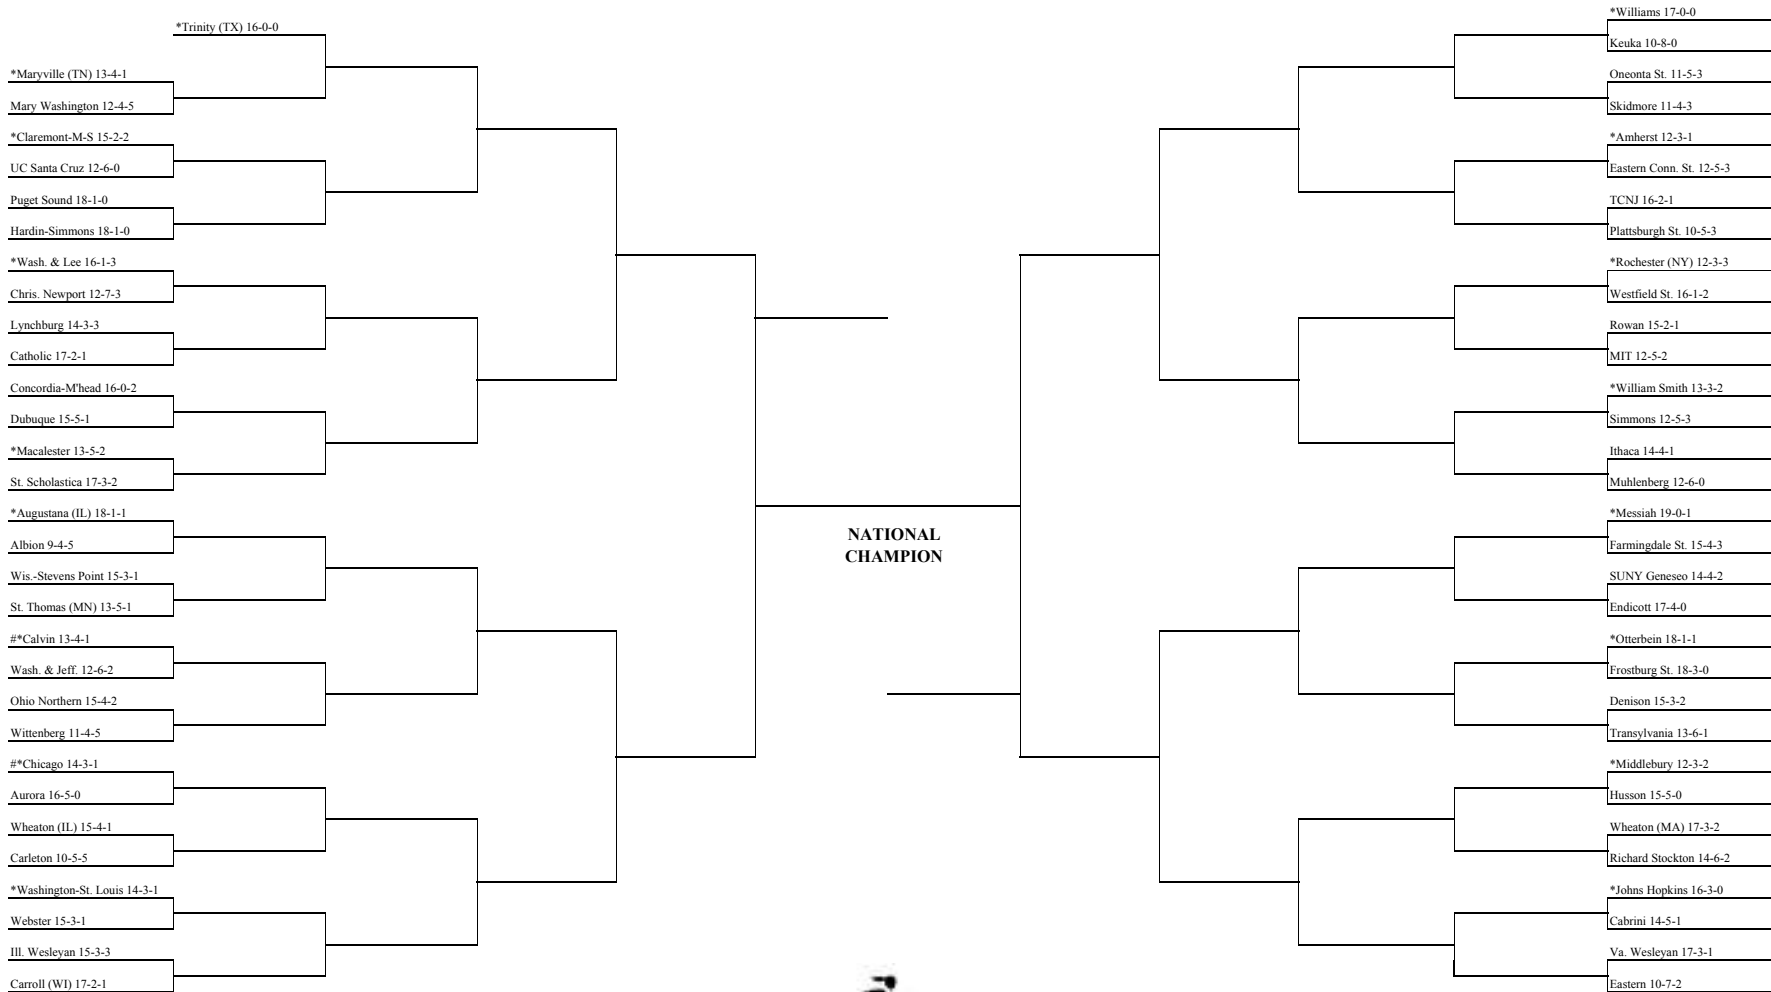 *Trinity (TX) 16-0-0
*Maryville (TN) 13-4-1
Mary Washington 12-4-5
*Claremont-M-S 15-2-2
UC Santa Cruz 12-6-0
Puget Sound 18-1-0
Hardin-Simmons 18-1-0
*Wash. & Lee 16-1-3
Chris. Newport 12-7-3
Lynchburg 14-3-3
Catholic 17-2-1
Concordia-M'head 16-0-2
Dubuque 15-5-1
*Macalester 13-5-2
St. Scholastica 17-3-2
*Augustana (IL) 18-1-1
Albion 9-4-5
Wis.-Stevens Point 15-3-1
St. Thomas (MN) 13-5-1
#*Calvin 13-4-1
Wash. & Jeff. 12-6-2
Ohio Northern 15-4-2
Wittenberg 11-4-5
#*Chicago 14-3-1
Aurora 16-5-0
Wheaton (IL) 15-4-1
Carleton 10-5-5
*Washington-St. Louis 14-3-1
Webster 15-3-1
Ill. Wesleyan 15-3-3
Carroll (WI) 17-2-1
NATIONAL
CHAMPION
*Williams 17-0-0
Keuka 10-8-0
Oneonta St. 11-5-3
Skidmore 11-4-3
*Amherst 12-3-1
Eastern Conn. St. 12-5-3
TCNJ 16-2-1
Plattsburgh St. 10-5-3
*Rochester (NY) 12-3-3
Westfield St. 16-1-2
Rowan 15-2-1
MIT 12-5-2
*William Smith 13-3-2
Simmons 12-5-3
Ithaca 14-4-1
Muhlenberg 12-6-0
*Messiah 19-0-1
Farmingdale St. 15-4-3
SUNY Geneseo 14-4-2
Endicott 17-4-0
*Otterbein 18-1-1
Frostburg St. 18-3-0
Denison 15-3-2
Transylvania 13-6-1
*Middlebury 12-3-2
Husson 15-5-0
Wheaton (MA) 17-3-2
Richard Stockton 14-6-2
*Johns Hopkins 16-3-0
Cabrini 14-5-1
Va. Wesleyan 17-3-1
Eastern 10-7-2